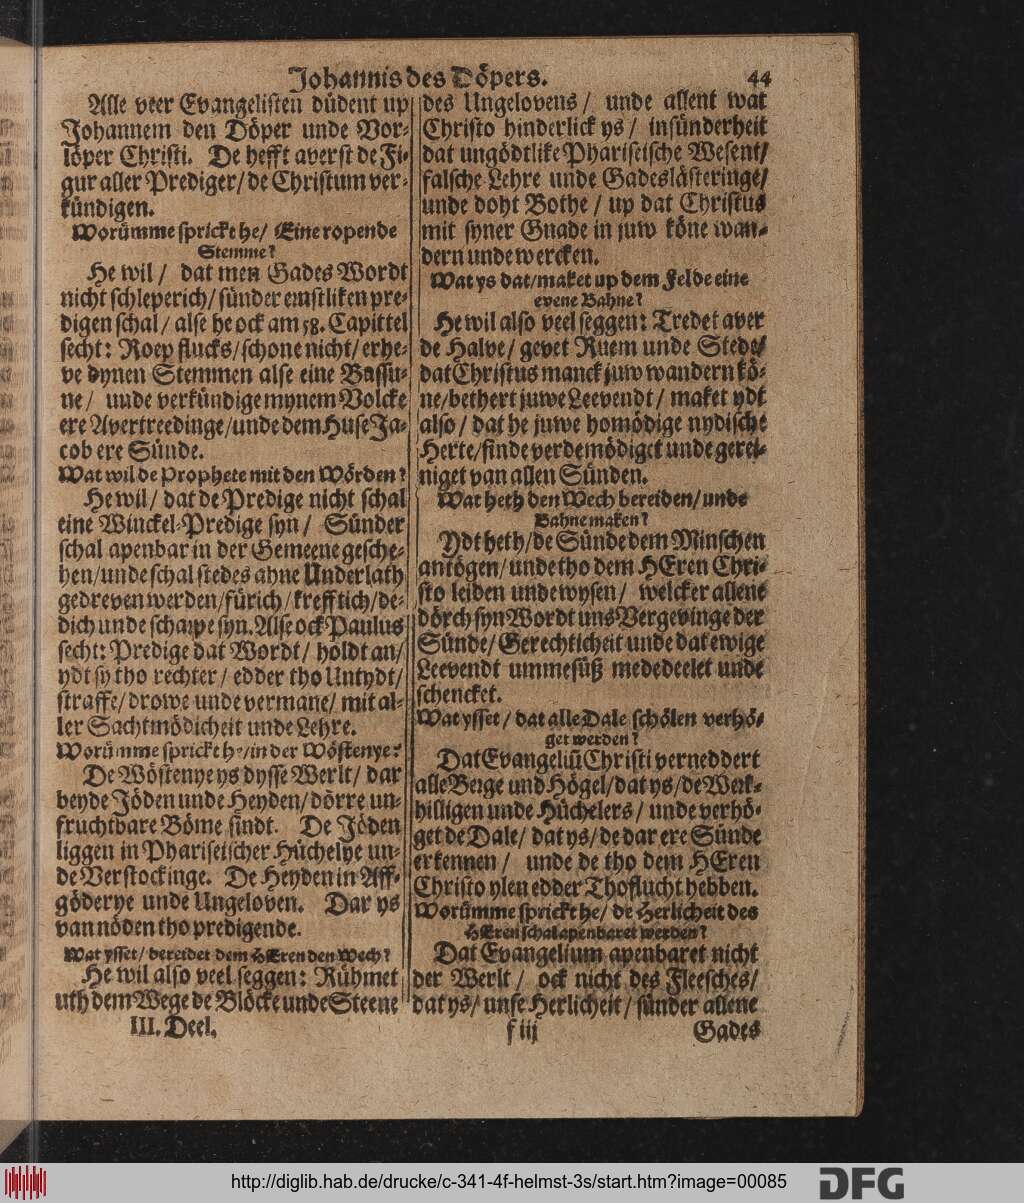 Johannis des Döpers. 44
Alle veer Evangelisten düdent up
Johannem den Döper unde Vor-
löper Christi. De hefft averst de Fi-
gur aller Prediger/ de Christum ver-
kündigen.
Worümme sprickt he/ Eine ropende
Stemme?
He wil/ dat men Gades Wordt
nicht schleperich/ sünder ernstliken pre-
digen schal/ alse he ock am 58. Capittel
secht: Roep flucks/ schone nicht/ erhe-
ve dynen Stemmen alse eine Bassu-
ne/ unde verkündige mynem Volcke
ere Avertreedinge/ unde dem Huse Ja-
cob ere Sünde.
Wat wil de Prophete mit den Wörden?
He wil/ dat de Predige nicht schal
eine Winckel-Predige syn/ Sünder
schal apenbar in der Gemeene gesche-
hen/ unde schal stedes ahne Underlath
gedreven werden/ fürich/ krefftich/ de-
dich unde scharpe syn. Alse ock Paulus
secht: Predige dat Wordt/ holdt an/
ydt sy tho rechter/ edder tho Untydt/
straffe/ drowe unde vermane/ mit al-
ler Sachtmödicheit unde Lehre.
Worümme sprickt he/ in der Wöstenye?
De Wöstenye ys dysse Werlt/ dar
beyde Jöden unde Heyden/ dörre un-
fruchtbare Böme sindt. De Jöden
liggen in Phariseischer Hüchelye un-
de Verstockinge. De Heyden in Aff-
göderye unde Ungeloven. Dar ys
van nöden tho predigende.
Wat ysset/ bereidet dem HEren den Wech?
He wil also veel seggen: Rühmet
uth dem Wege de Blöcke unde Steene
III. Deel.
des Ungelovens/ unde allent wat
Christo hinderlick ys/ insünderheit
dat ungödtlike Phariseische Wesent/
falsche Lehre unde Gadeslästeringe/
unde doht Bothe/ up dat Christus
mit syner Gnade in juw köne wan-
dern unde wercken.
Wat ys dat/ maket up dem Felde eine
evene Bahne?
He wil also veel seggen: Tredet aver
de Halve/ gevet Ruem unde Stede/
dat Christus manck juw wandern kö-
ne/ bethert juwe Leevendt/ maket ydt
also/ dat he juwe homödige nydische
Herte/ finde verdemödiget unde gerei-
niget van allen Sünden.
Wat heth den Wech bereiden/ unde
Bahne maken?
Ydt heth/ de Sünde dem Minschen
antögen/ unde tho dem HEren Chri-
sto leiden unde wysen/ welcker allene
dörch syn Wordt uns Vergevinge der
Sünde/ Gerechticheit unde dat ewige
Leevendt ummesüß mededeelet unde
schencket.
Wat ysset/ dat alle Dale schölen verhö-
get werden?
Dat Evangeliū Christi verneddert
alle Berge und Högel/ dat ys/ de Werk-
hilligen unde Hüchelers/ unde verhö-
get de Dale/ dat ys/ de dar ere Sünde
erkennen/ unde de tho dem HEren
Christo ylen edder Thoflucht hebben.
Worümme sprickt he/ de Herlicheit des
HEren schal apenbaret werden?
Dat Evangelium apenbaret nicht
der Werlt/ ock nicht des Fleesches/
dat ys/ unse Herlicheit/ sünder allene
f iij Gades
http://diglib.hab.de/drucke/c-341-4f-helmst-3s/start.htm?image=00085
DFG